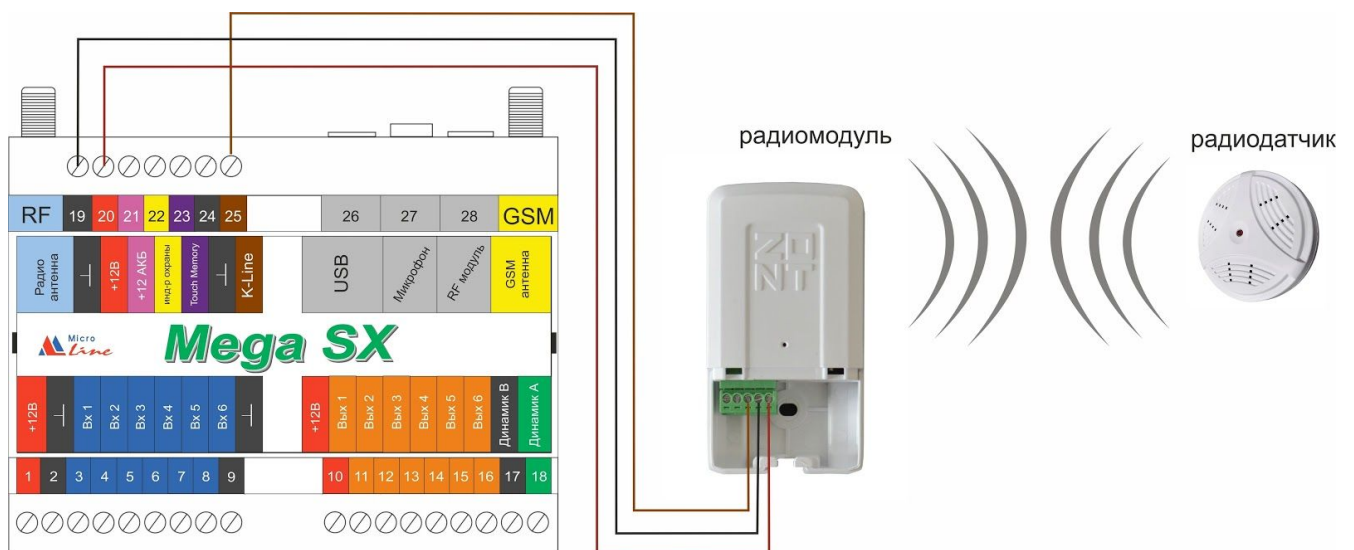 радиомодуль
радиодатчик
RF 19 20 21 22 23 24 25 26 27 28 GSM
Радио
антенна
+12В
+12 АКБ
инд-р охраны
Touch Memory
K-Line
USB
Микрофон
RF модуль
GSM
антенна
Micro
Line
Mega SX
ZONT
+12В
Вх 1
Вх 2
Вх 3
Вх 4
Вх 5
Вх 6
+12В
Вых 1
Вых 2
Вых 3
Вых 4
Вых 5
Вых 6
Динамик В
Динамик А
1 2 3 4 5 6 7 8 9 10 11 12 13 14 15 16 17 18